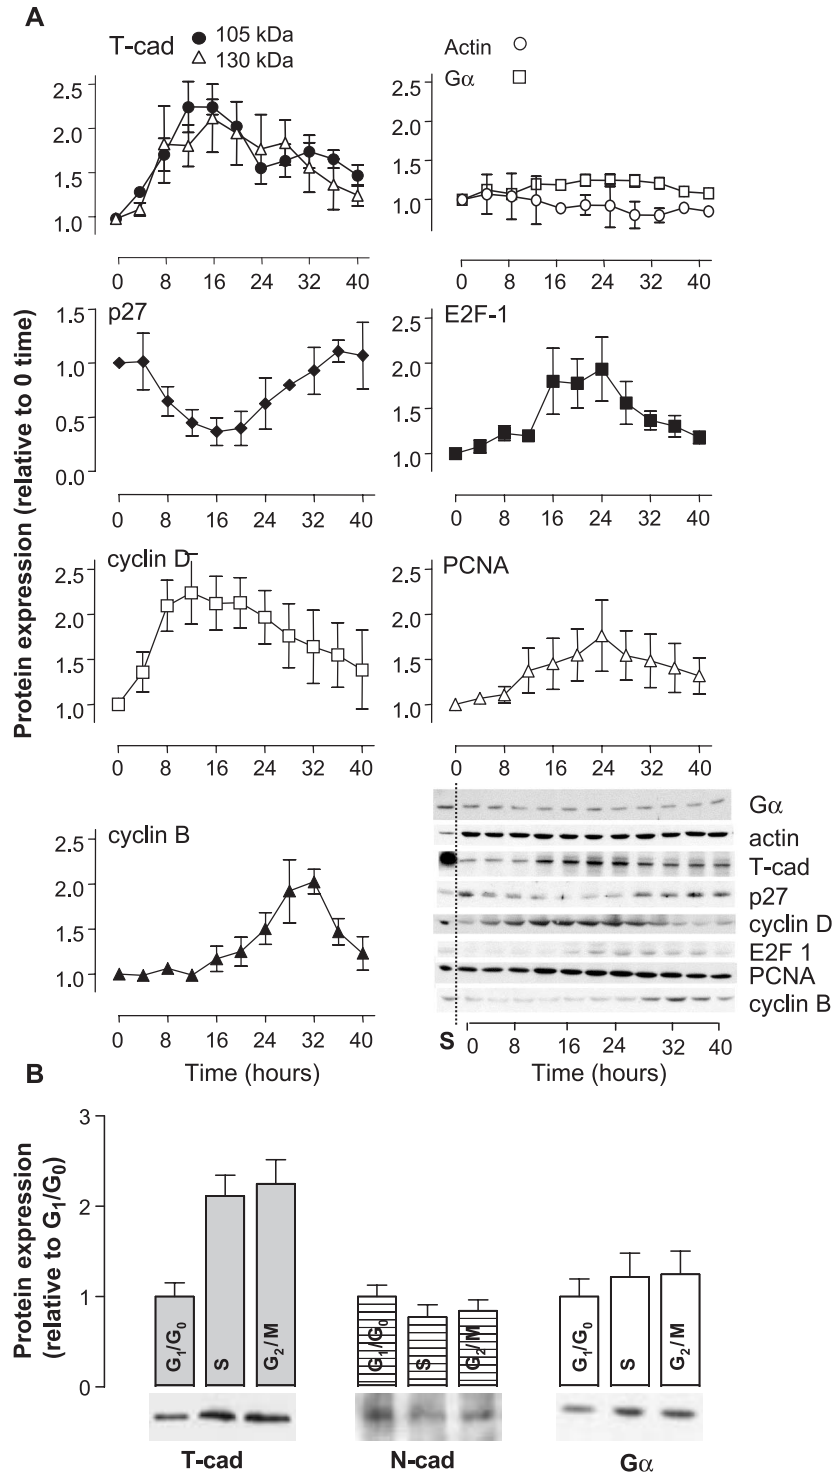 A
T-cad
105 kDa
130 kDa
2.5
2.0
1.5
1.0
0 8 16 24 32 40
Actin
Gα
2.5
2.0
1.5
1.0
0 8 16 24 32 40
Protein expression (relative to 0 time)
p27
1.5
1.0
0.5
0.0
0 8 16 24 32 40
E2F-1
2.5
2.0
1.5
1.0
0 8 16 24 32 40
cyclin D
2.5
2.0
1.5
1.0
0 8 16 24 32 40
PCNA
2.5
2.0
1.5
1.0
0 8 16 24 32 40
cyclin B
2.5
2.0
1.5
1.0
0 8 16 24 32 40
Time (hours)
Gα
actin
T-cad
p27
cyclin D
E2F 1
PCNA
cyclin B
S 0 8 16 24 32 40
Time (hours)
B
Protein expression
(relative to G₁/G₀)
3
2
1
0
G₁/G₀ S G₂/M
G₁/G₀ S G₂/M
G₁/G₀ S G₂/M
T-cad N-cad Gα